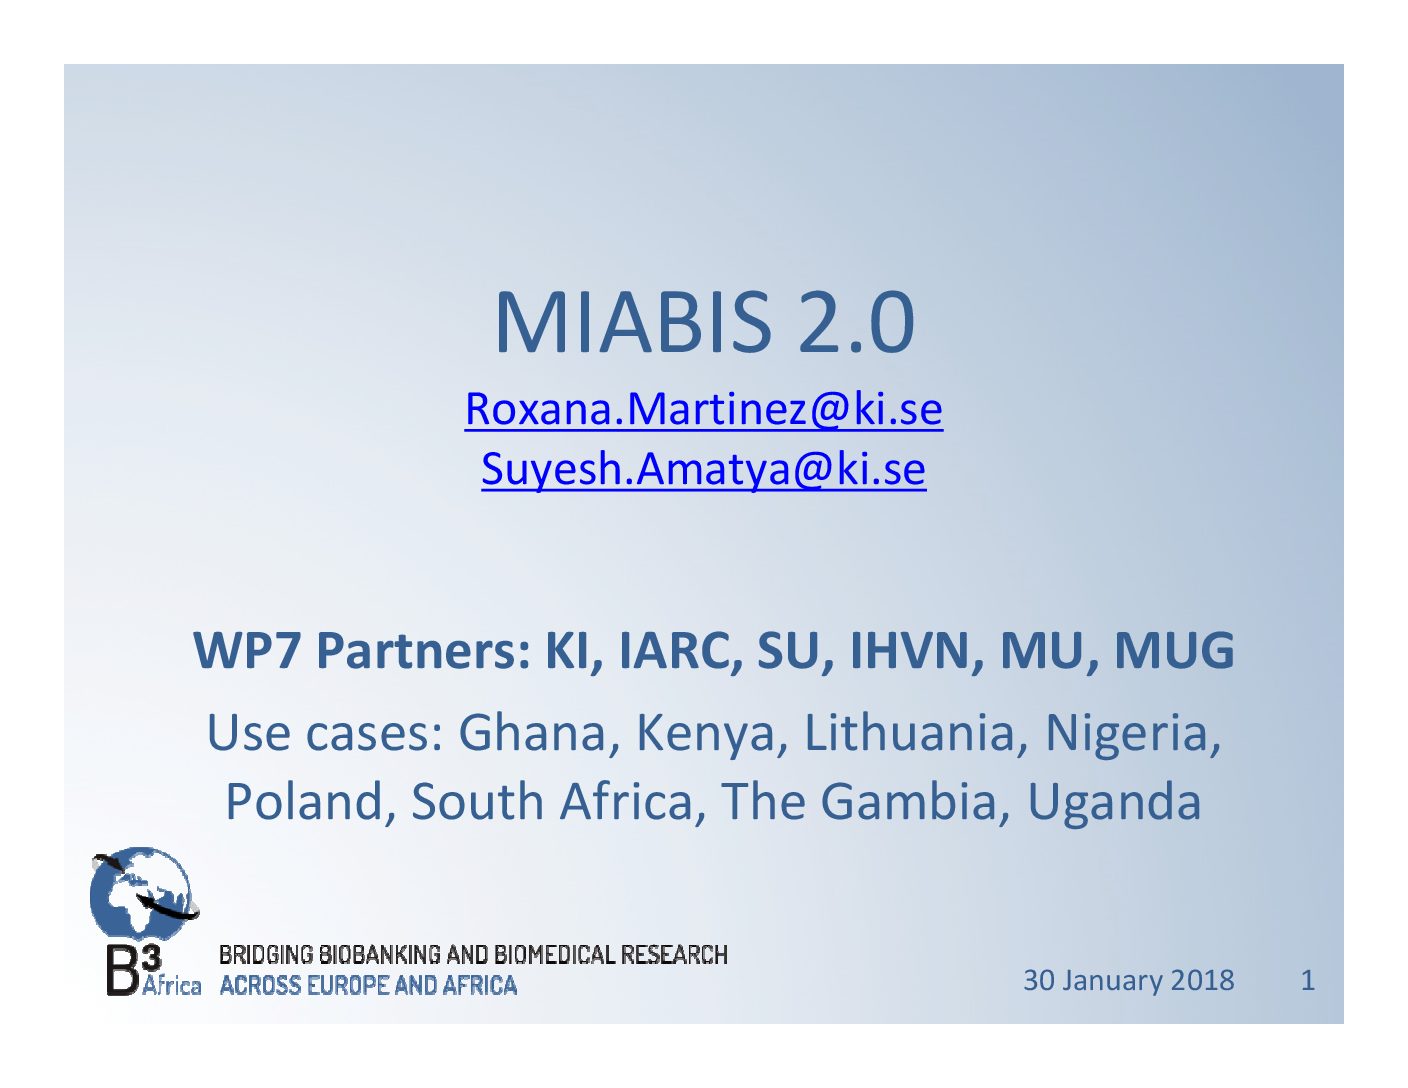 MIABIS 2.0
Roxana.Martinez@ki.se
Suyesh.Amatya@ki.se
WP7 Partners: KI, IARC, SU, IHVN, MU, MUG
Use cases: Ghana, Kenya, Lithuania, Nigeria,
Poland, South Africa, The Gambia, Uganda
B3 Africa
BRIDGING BIOBANKING AND BIOMEDICAL RESEARCH
ACROSS EUROPE AND AFRICA
30 January 2018 1